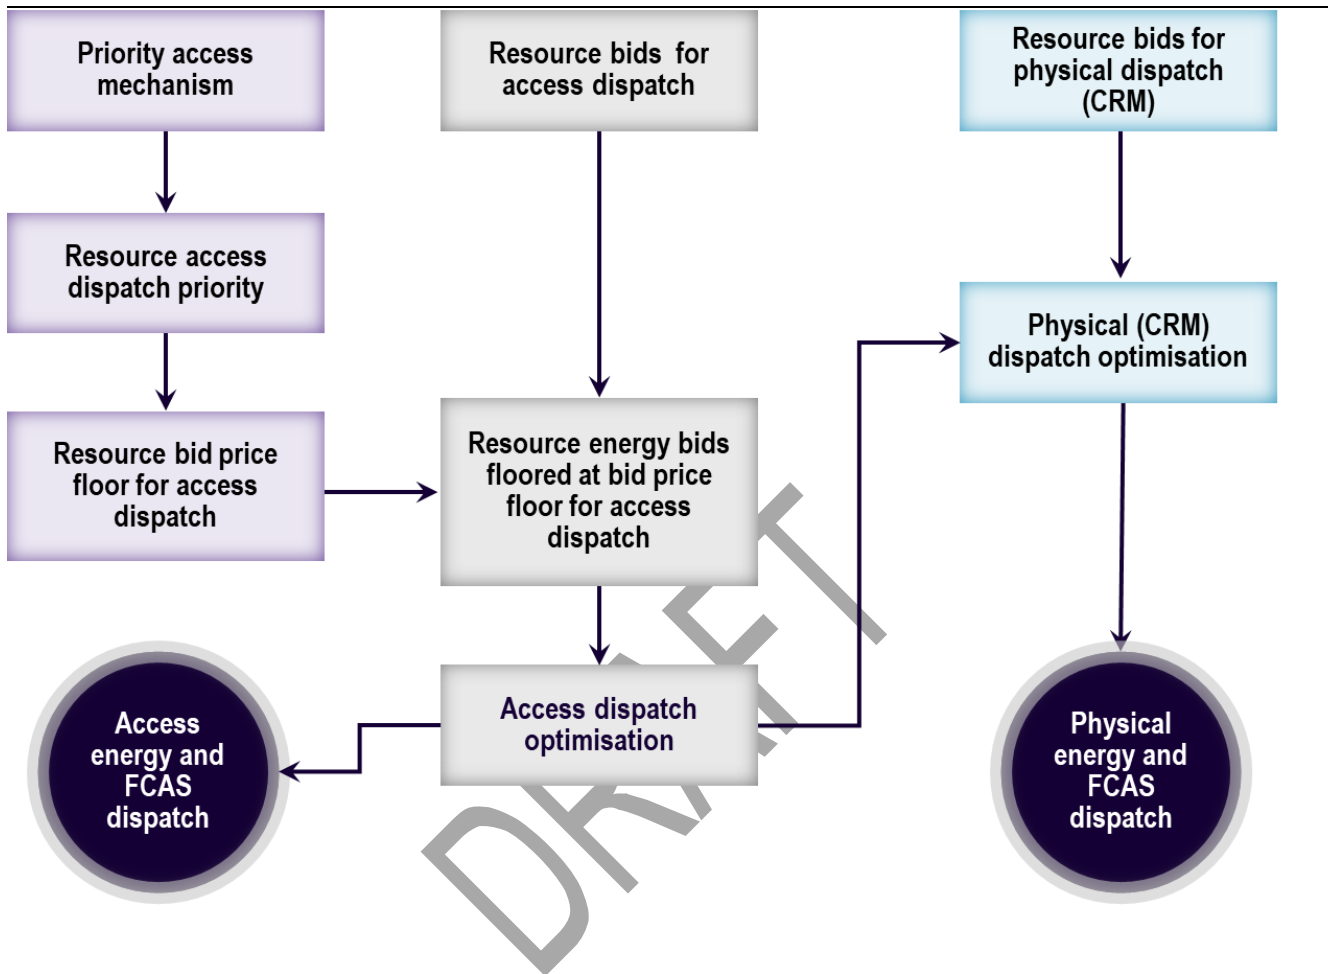 Priority access
mechanism
Resource bids for
access dispatch
Resource bids for
physical dispatch
(CRM)
Resource access
dispatch priority
Physical (CRM)
dispatch optimisation
Resource bid price
floor for access
dispatch
Resource energy bids
floored at bid price
floor for access
dispatch
Access dispatch
optimisation
Access
energy and
FCAS
dispatch
Physical
energy and
FCAS
dispatch
DRAFT